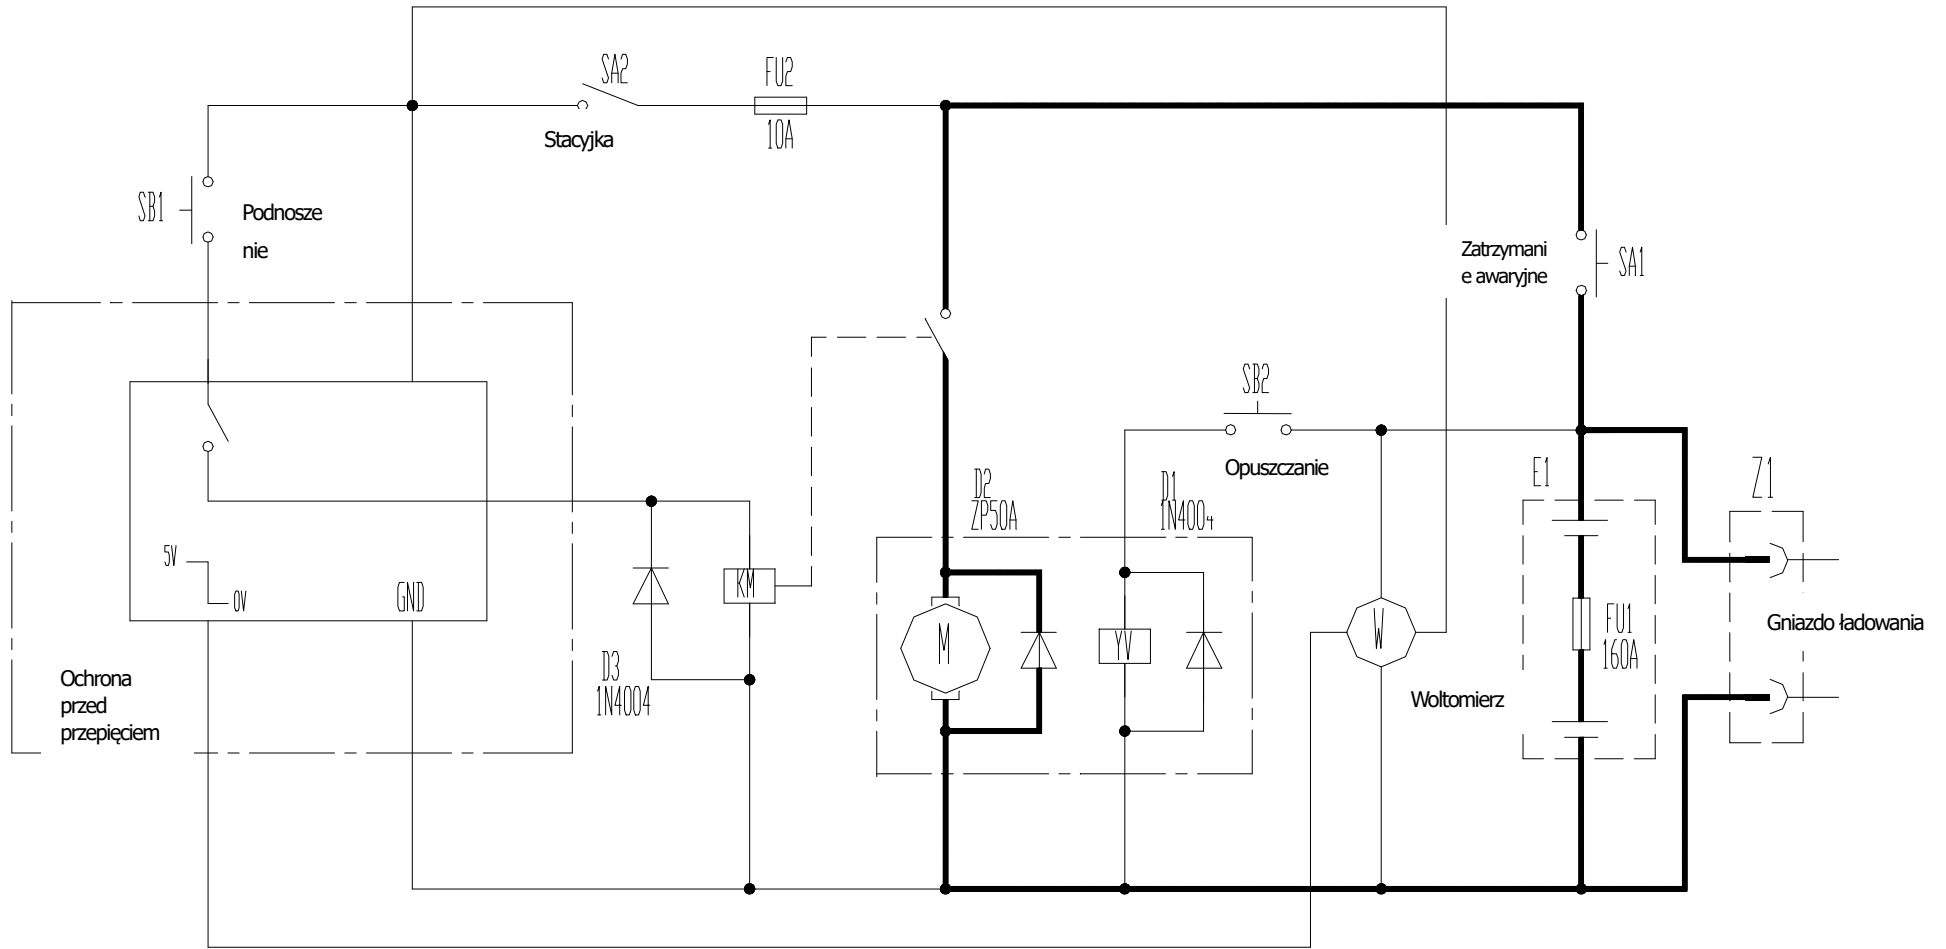 SA2
FU2
10A
Stacyjka
SB1
Podnosze
nie
Zatrzymani
e awaryjne
SA1
SB2
Opuszczanie
D2
ZP50A
D1
1N4004
E1
Z1
5V
0V
GND
KM
M
YV
W
FU1
160A
Gniazdo ładowania
D3
1N4004
Ochrona
przed
przepięciem
Woltomierz